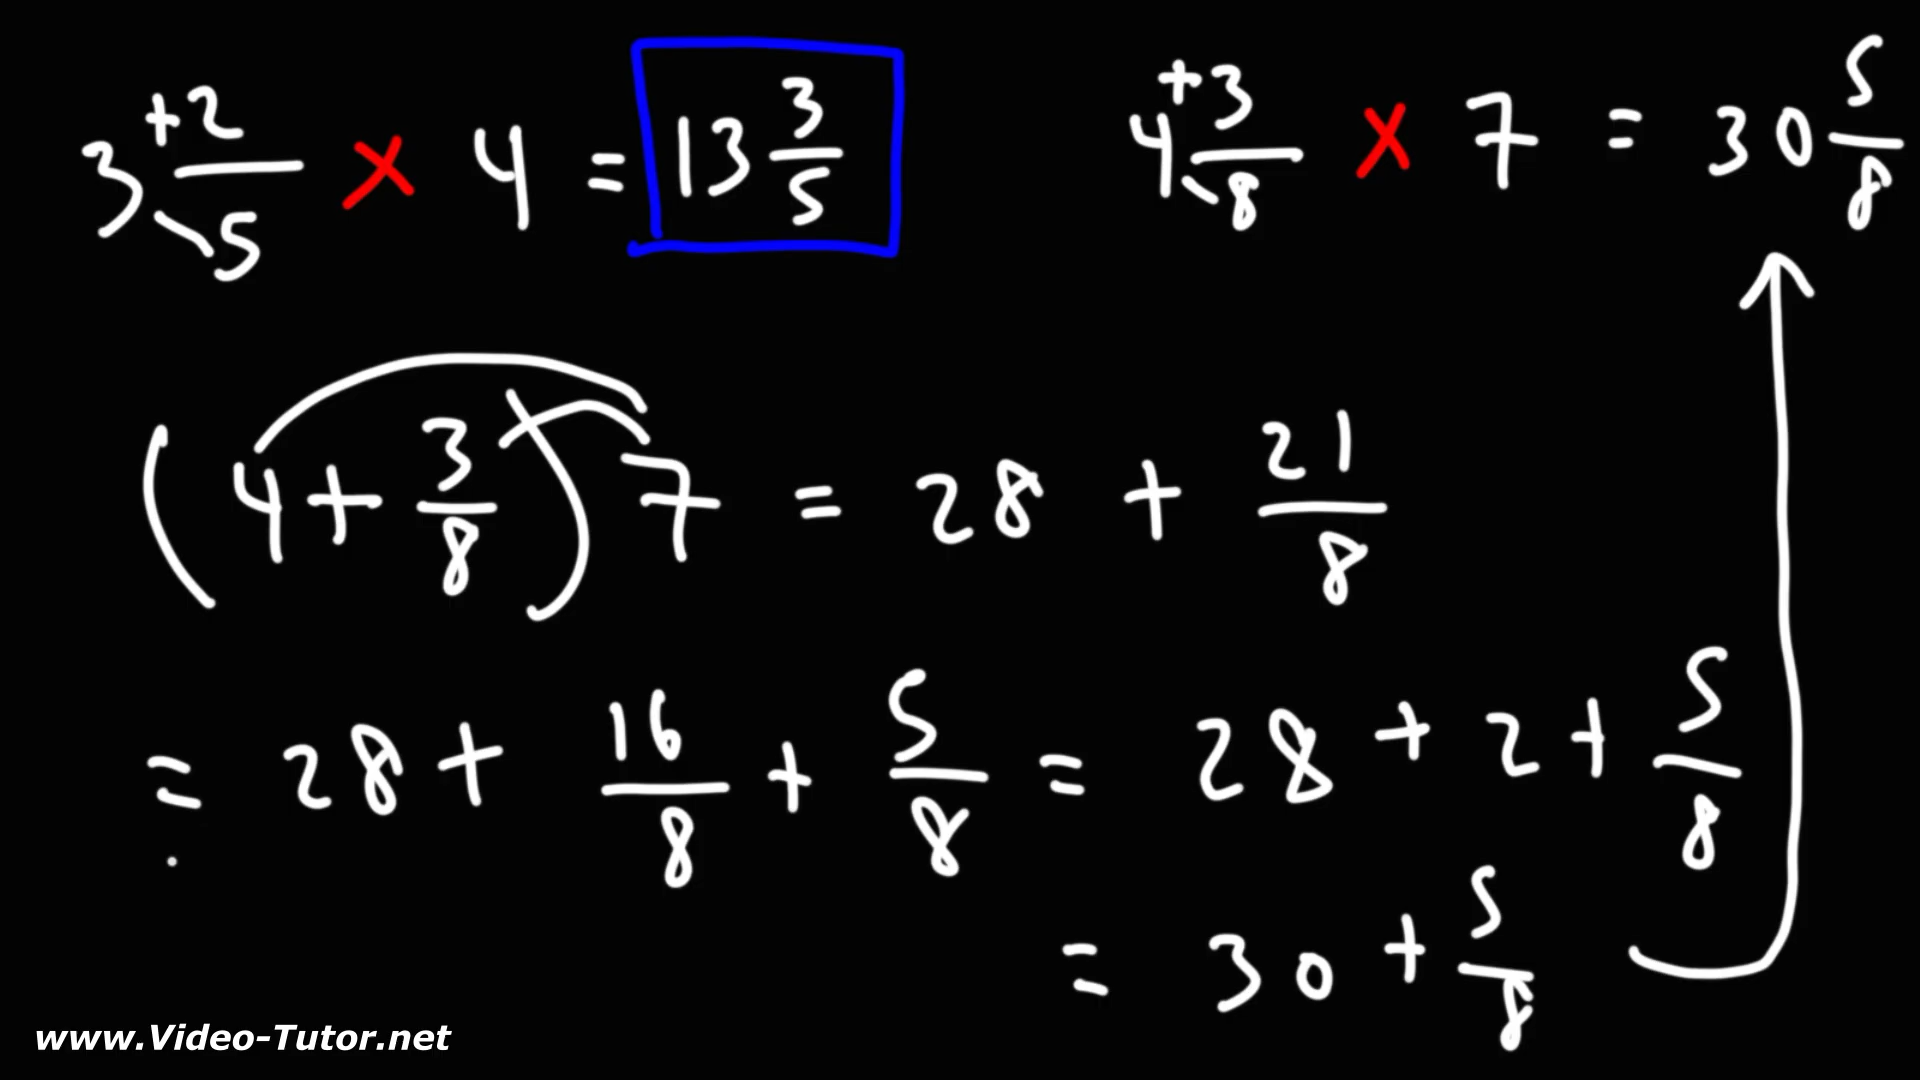 3 +2/5 × 4 = 13 3/5
4 +3/8 × 7 = 30 5/8
(4 + 3/8) 7 = 28 + 21/8
= 28 + 16/8 + 5/8 = 28 + 2 + 5/8
= 30 + 5/8
www.Video-Tutor.net